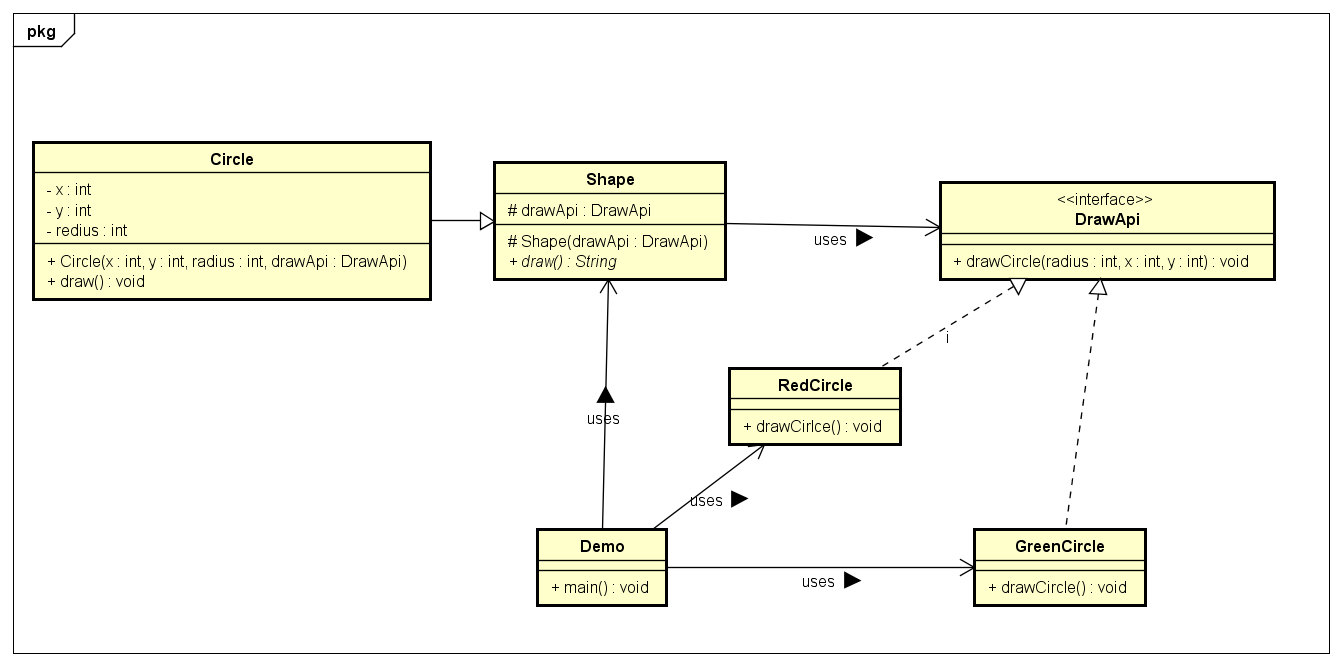 pkg
Circle
- x : int
- y : int
- redius : int
+ Circle(x : int, y : int, radius : int, drawApi : DrawApi)
+ draw() : void
Shape
# drawApi : DrawApi
# Shape(drawApi : DrawApi)
+ draw() : String
uses
<<interface>>
DrawApi
+ drawCircle(radius : int, x : int, y : int) : void
i
RedCircle
+ drawCirlce() : void
uses
uses
Demo
+ main() : void
uses
GreenCircle
+ drawCircle() : void